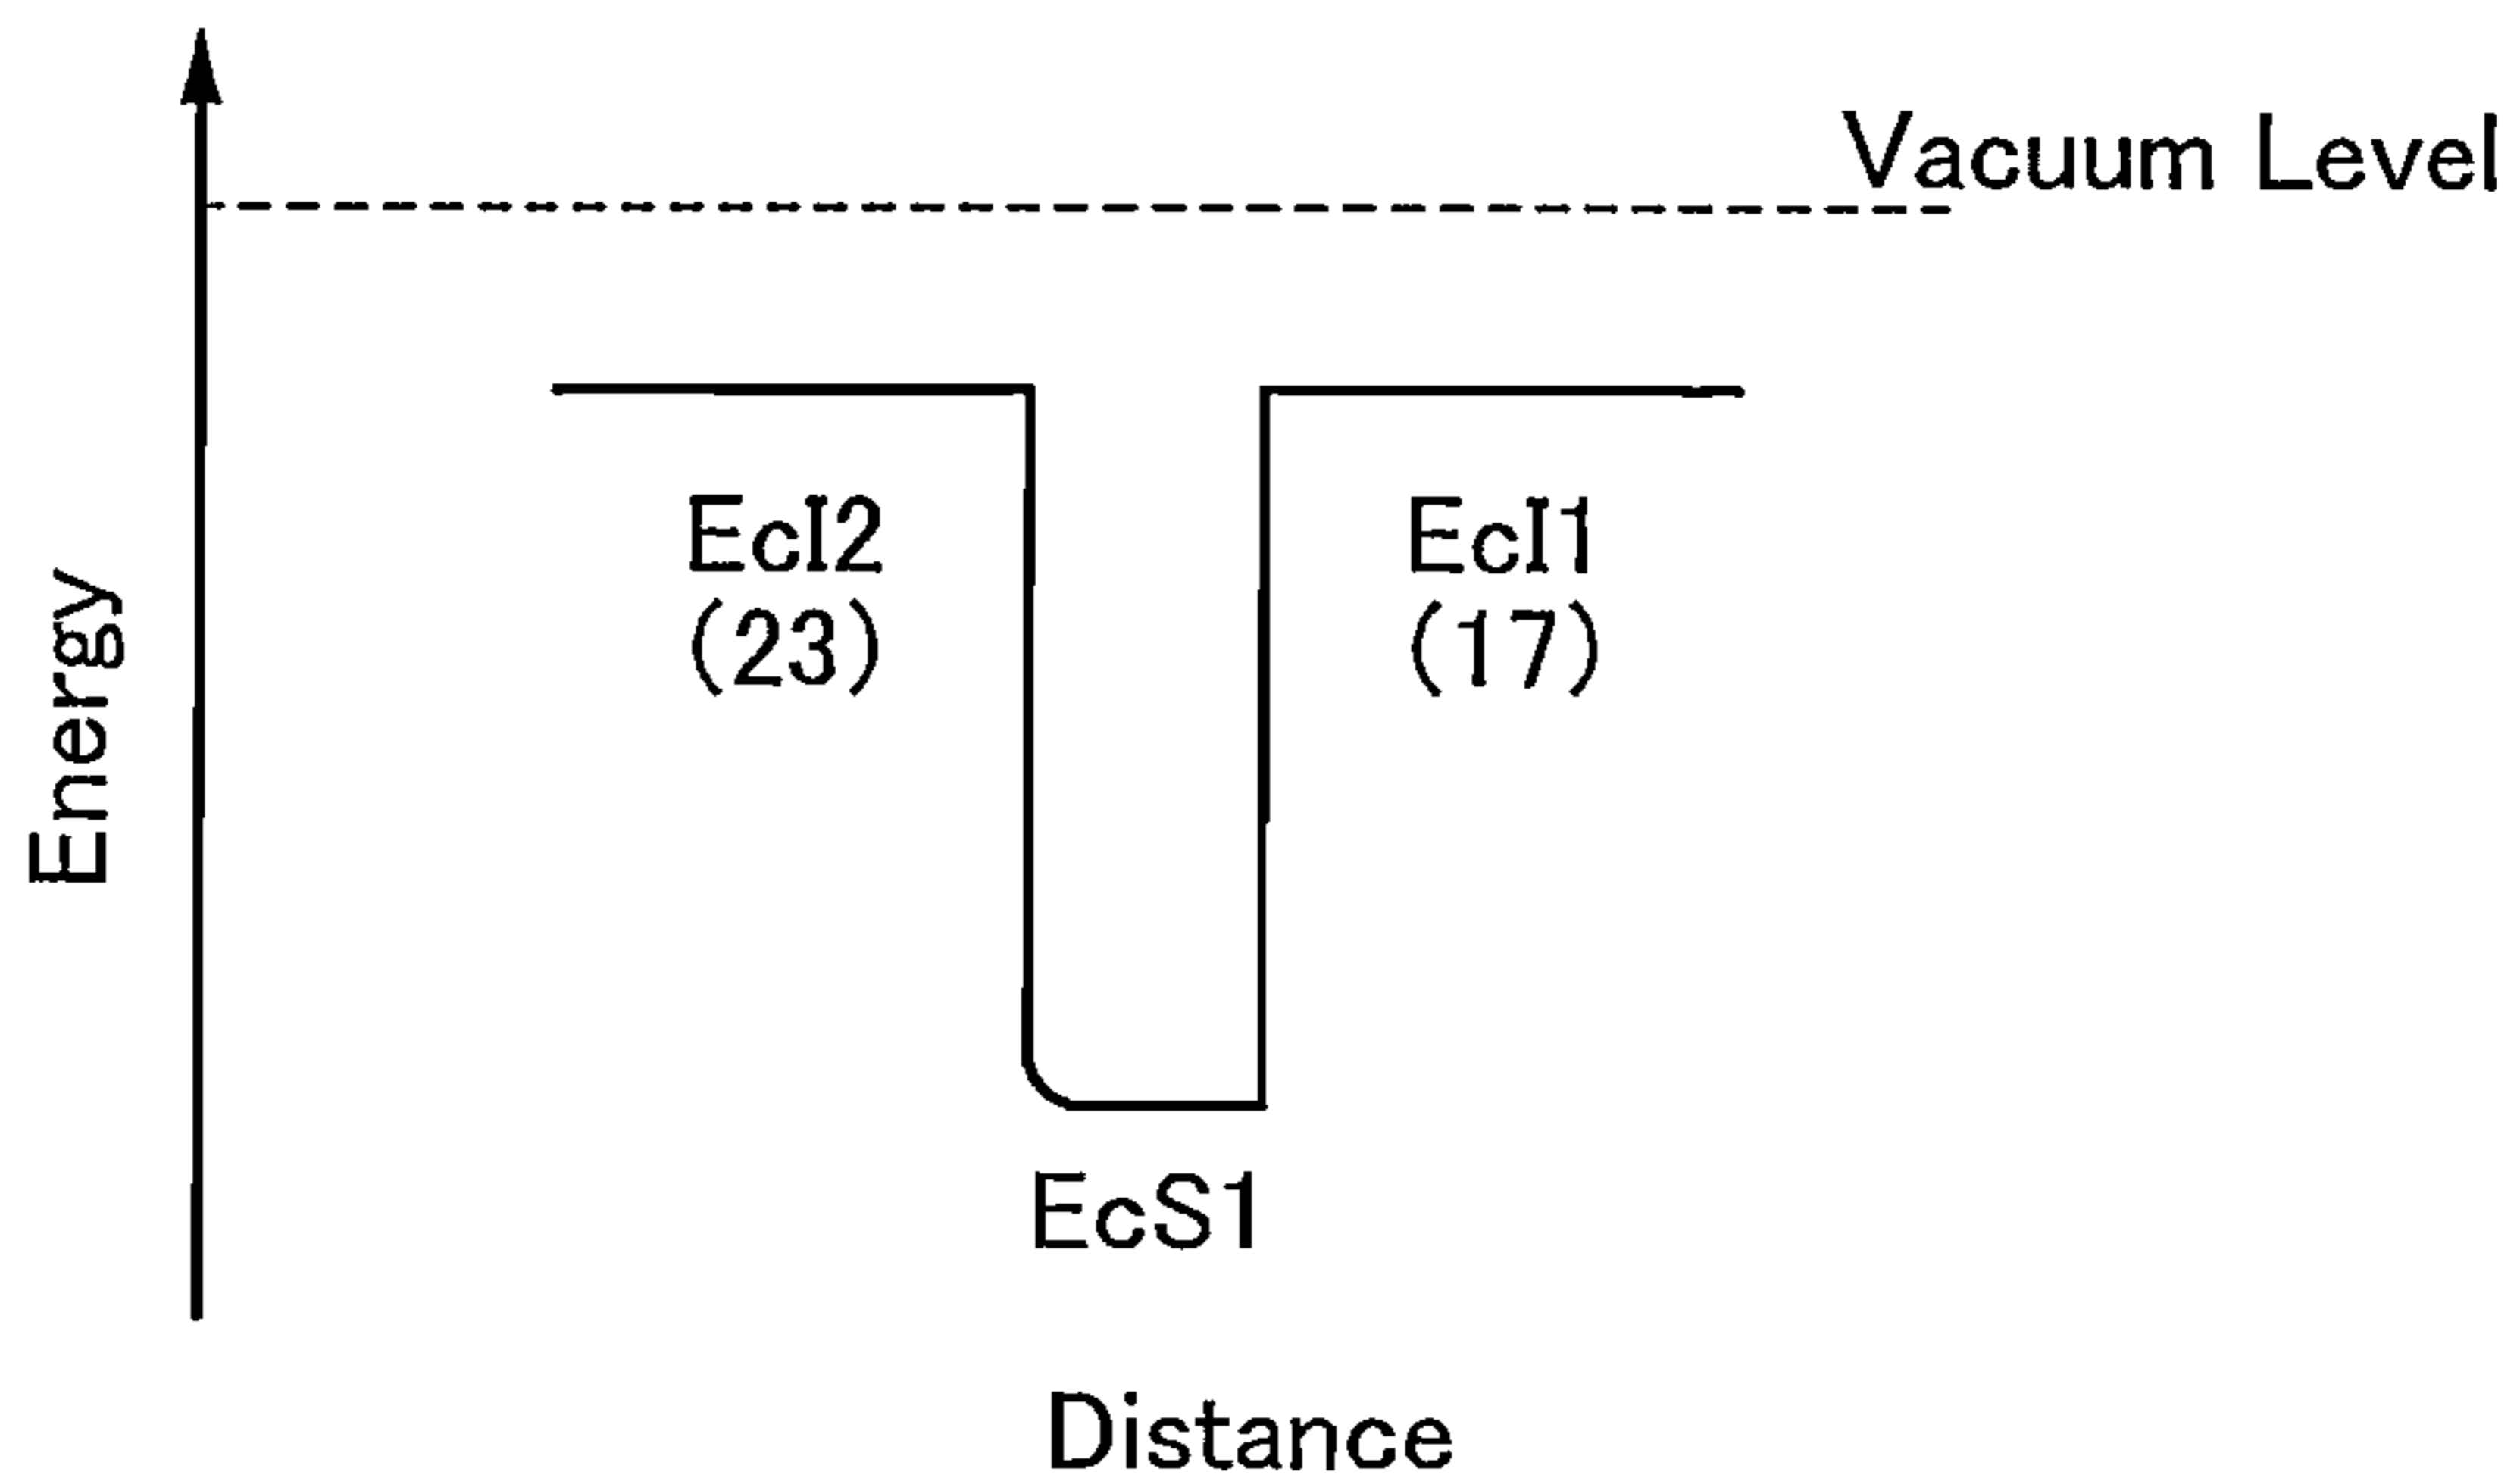 Vacuum Level
EcI2
(23)
EcI1
(17)
Energy
EcS1
Distance